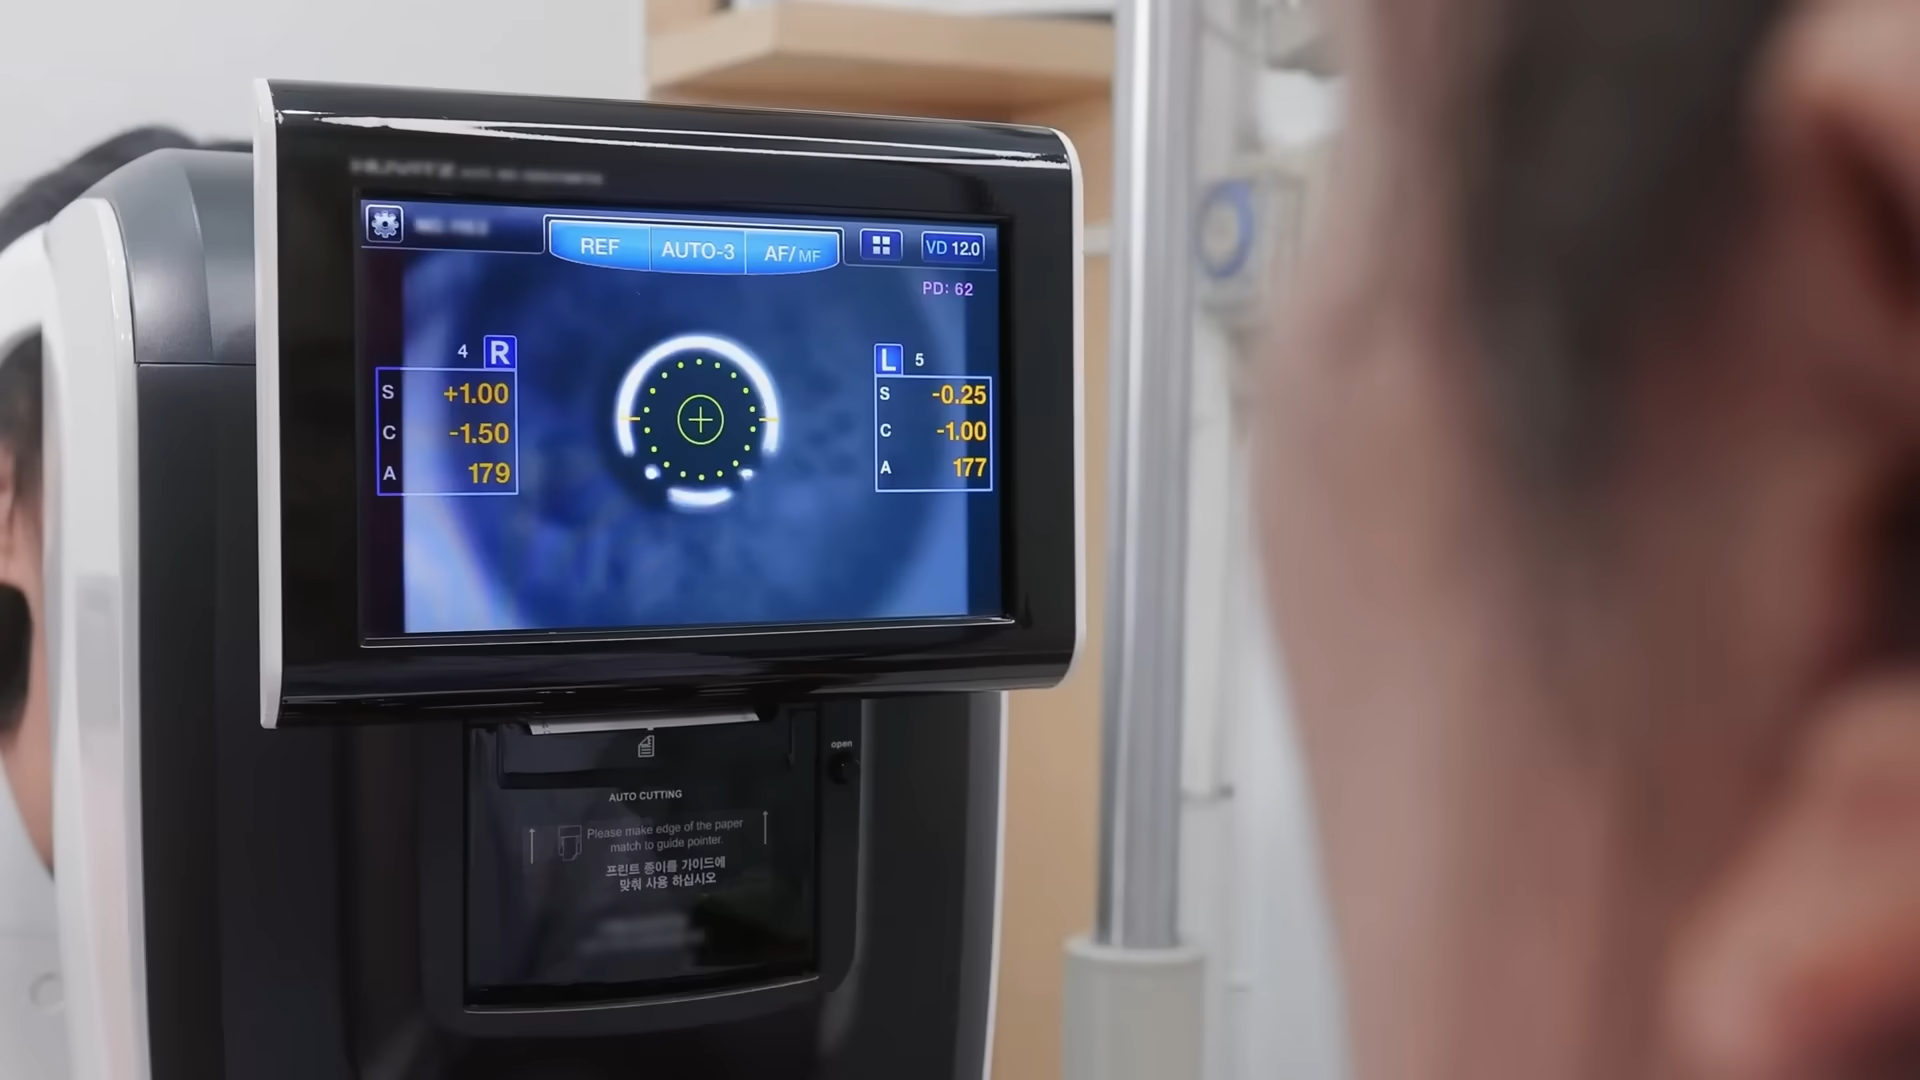 HUVITZ
REF AUTO-3 AF/MF VD 12.0
PD: 62
4 R
S +1.00
C -1.50
A 179
L 5
S -0.25
C -1.00
A 177
open
AUTO CUTTING
Please make edge of the paper
match to guide pointer.
프린트 종이를 가이드에
맞춰 사용 하십시오